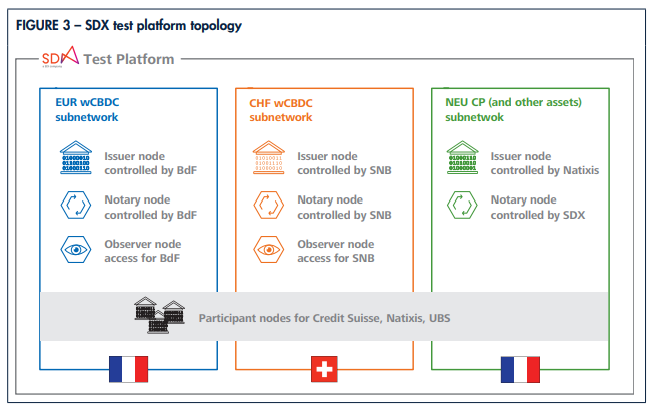 FIGURE 3 – SDX test platform topology
SDX Test Platform
EUR wCBDC
subnetwork
Issuer node
controlled by BdF
Notary node
controlled by BdF
Observer node
access for BdF
CHF wCBDC
subnetwork
Issuer node
controlled by SNB
Notary node
controlled by SNB
Observer node
access for SNB
NEU CP (and other assets)
subnetwok
Issuer node
controlled by Natixis
Notary node
controlled by SDX
Participant nodes for Credit Suisse, Natixis, UBS